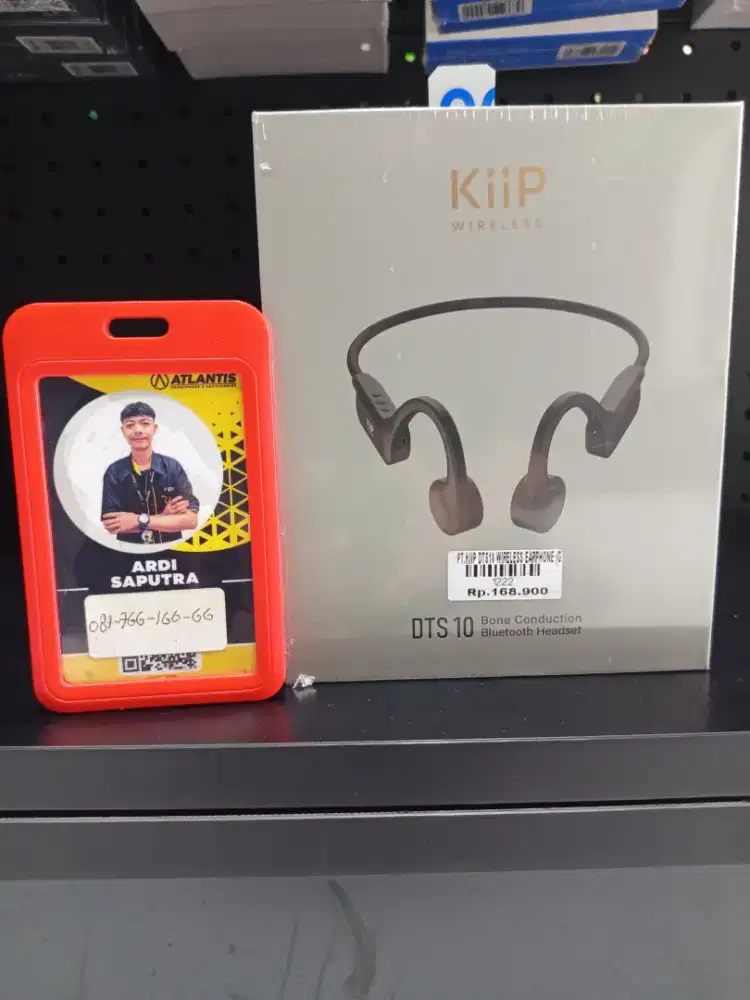 KiiP
WIRELESS
ATLANTIS
ARDI
SAPUTRA
081-766-166-66
PT.KIIP DTS10 WIRELESS EARPHONE (G
1222
Rp.168.900
DTS 10 Bone Conduction
Bluetooth Headset